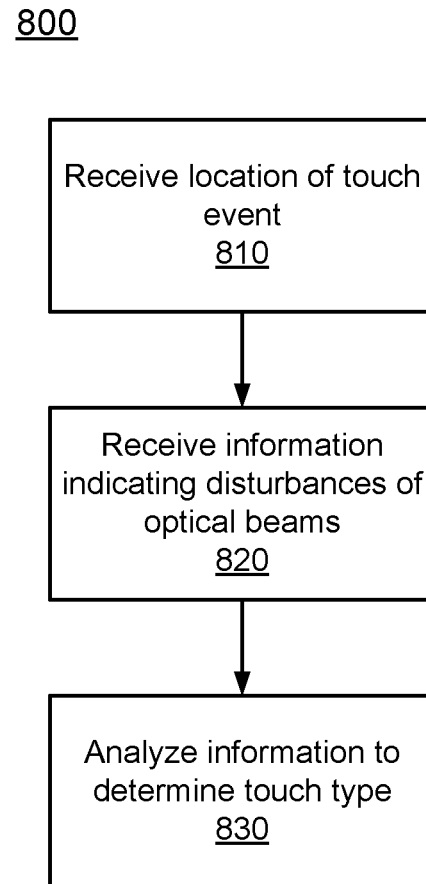 800
Receive location of touch
event
810
Receive information
indicating disturbances of
optical beams
820
Analyze information to
determine touch type
830